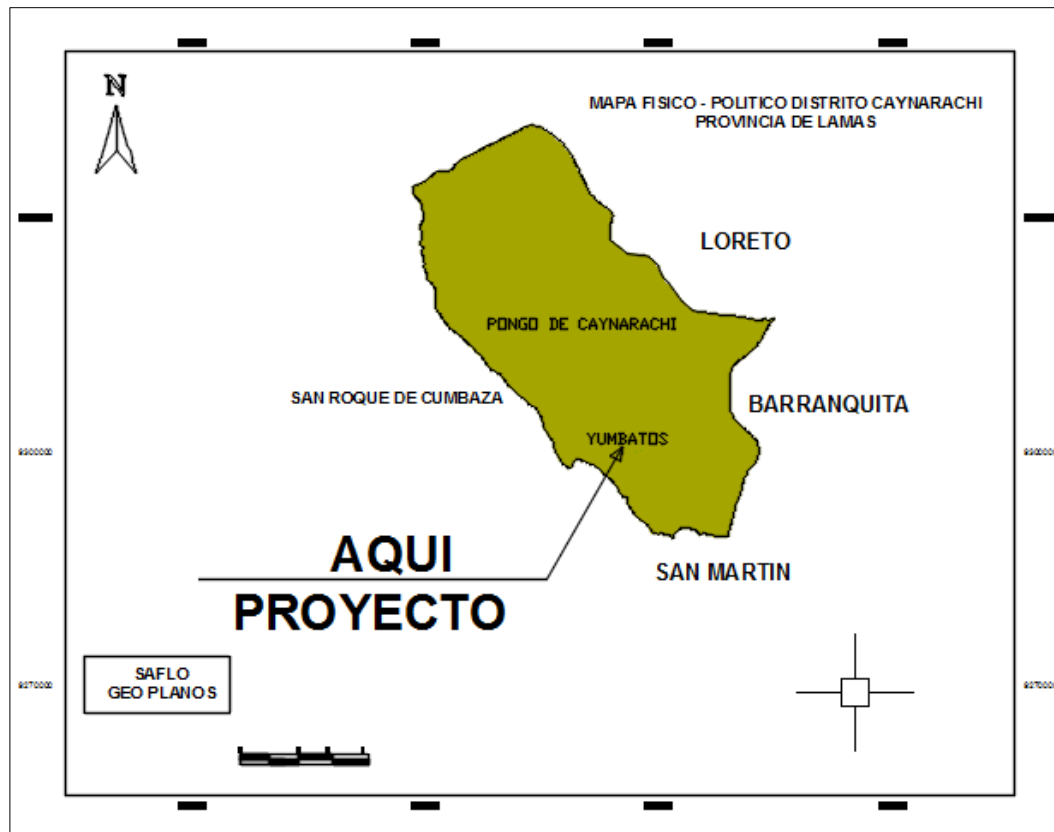 N
MAPA FISICO - POLITICO DISTRITO CAYNARACHI
PROVINCIA DE LAMAS
LORETO
PONGO DE CAYNARACHI
SAN ROQUE DE CUMBAZA
BARRANQUITA
YUMBATOS
AQUI
PROYECTO
SAN MARTIN
SAFLO
GEO PLANOS